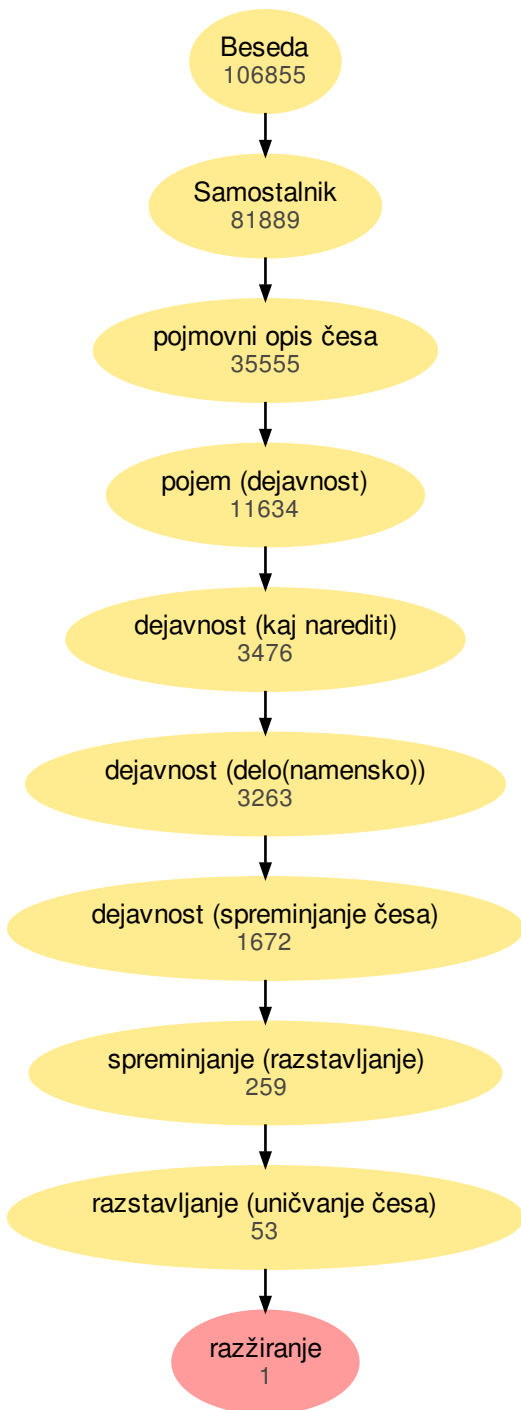 Beseda
106855
Samostalnik
81889
pojmovni opis česa
35555
pojem (dejavnost)
11634
dejavnost (kaj narediti)
3476
dejavnost (delo(namensko))
3263
dejavnost (spreminjanje česa)
1672
spreminjanje (razstavljanje)
259
razstavljanje (uničvanje česa)
53
razžiranje
1